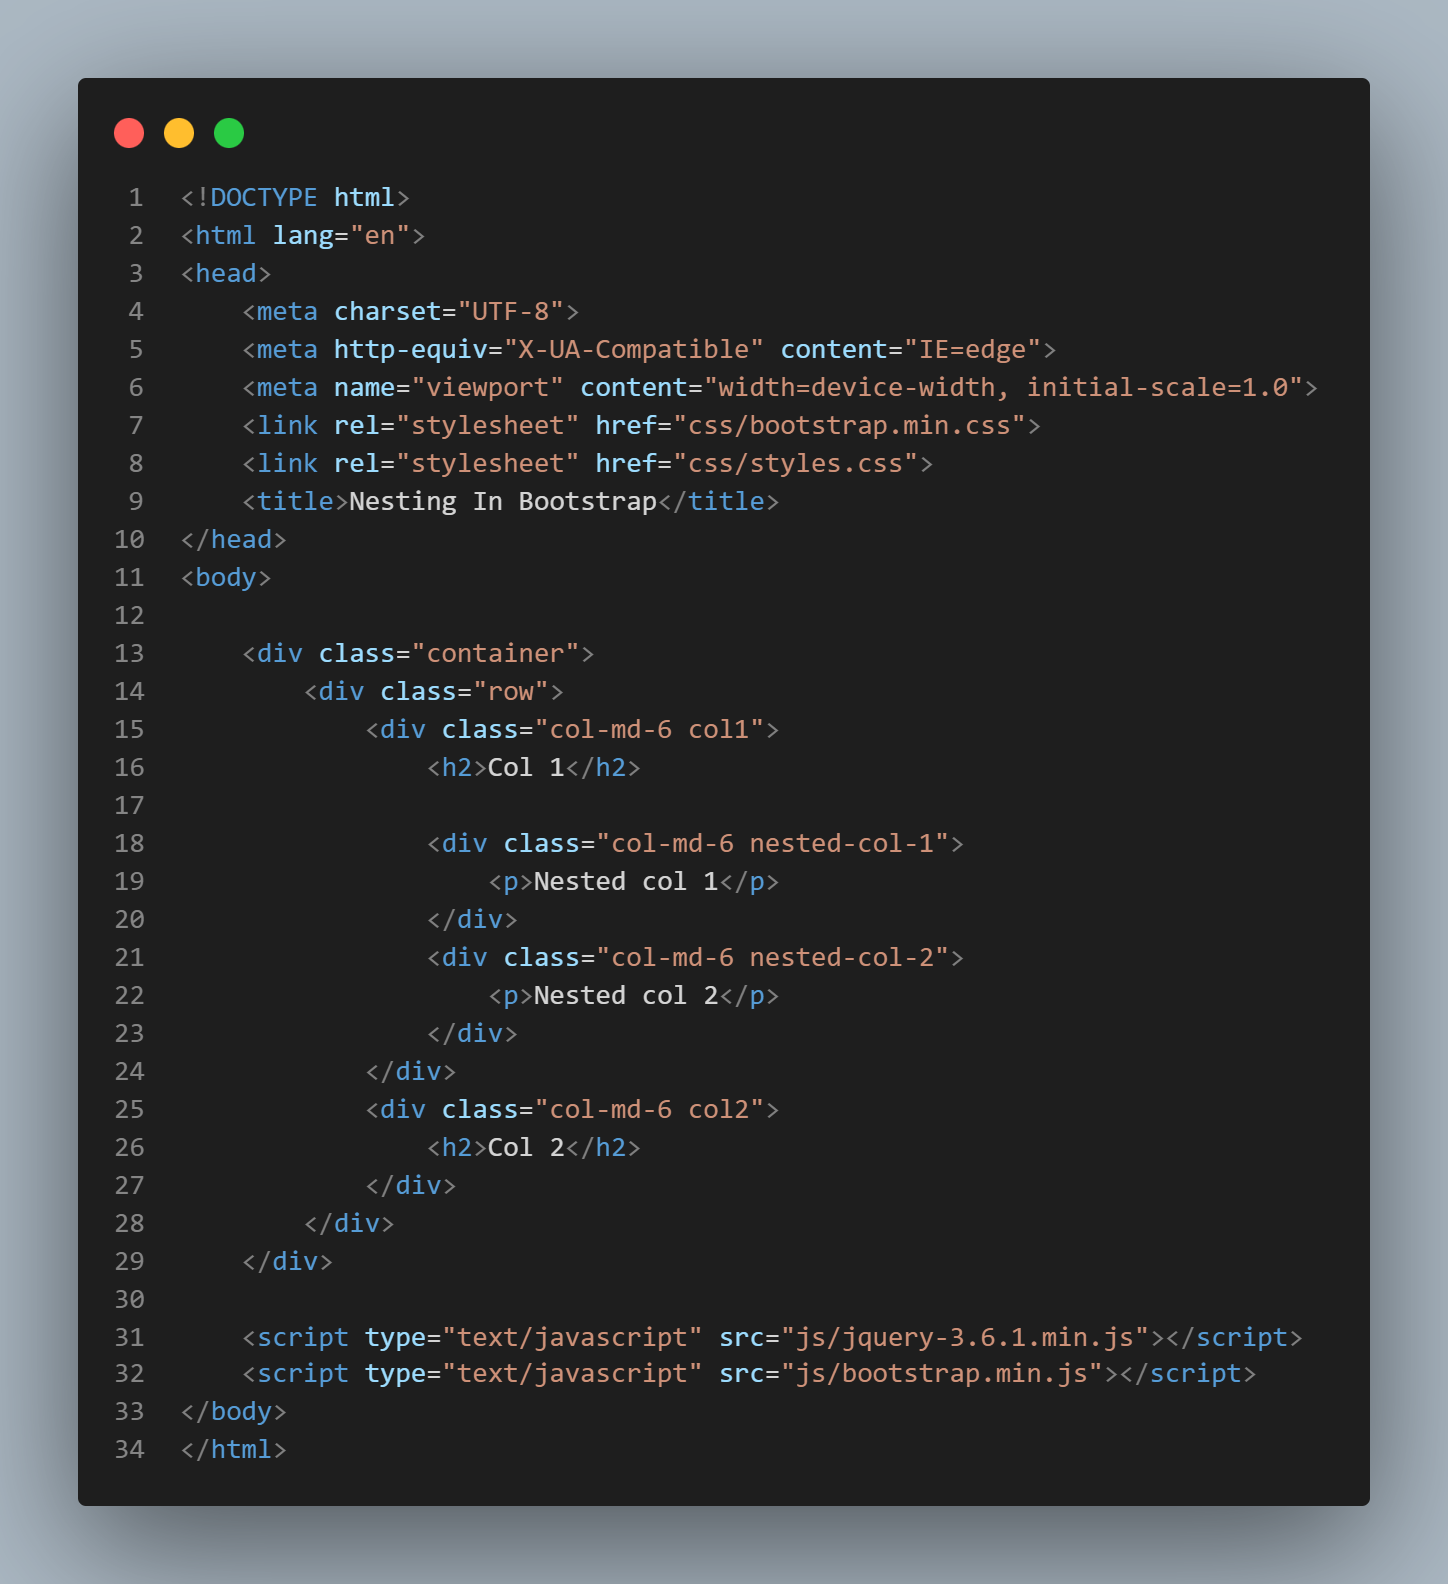 1 <!DOCTYPE html>
2 <html lang="en">
3 <head>
4     <meta charset="UTF-8">
5     <meta http-equiv="X-UA-Compatible" content="IE=edge">
6     <meta name="viewport" content="width=device-width, initial-scale=1.0">
7     <link rel="stylesheet" href="css/bootstrap.min.css">
8     <link rel="stylesheet" href="css/styles.css">
9     <title>Nesting In Bootstrap</title>
10 </head>
11 <body>
12
13     <div class="container">
14         <div class="row">
15             <div class="col-md-6 col1">
16                 <h2>Col 1</h2>
17
18                 <div class="col-md-6 nested-col-1">
19                     <p>Nested col 1</p>
20                 </div>
21                 <div class="col-md-6 nested-col-2">
22                     <p>Nested col 2</p>
23                 </div>
24             </div>
25             <div class="col-md-6 col2">
26                 <h2>Col 2</h2>
27             </div>
28         </div>
29     </div>
30
31     <script type="text/javascript" src="js/jquery-3.6.1.min.js"></script>
32     <script type="text/javascript" src="js/bootstrap.min.js"></script>
33 </body>
34 </html>